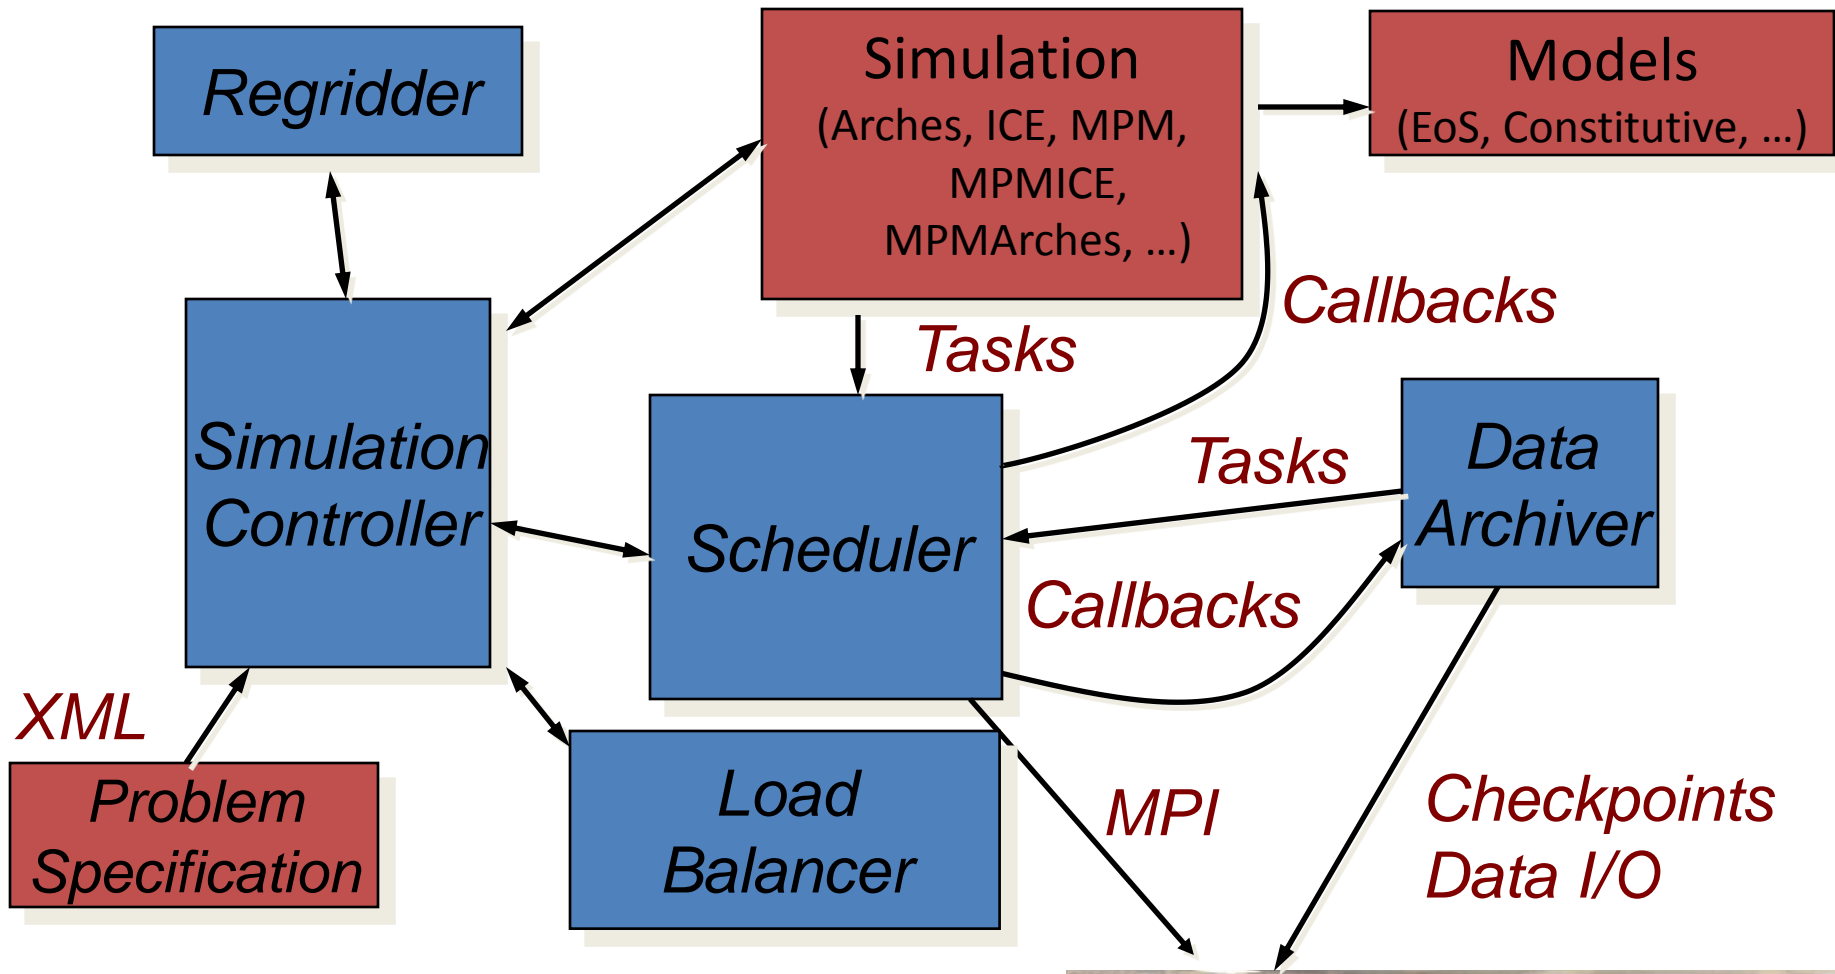 Regridder
Simulation
(Arches, ICE, MPM,
MPMICE,
MPMArches, ...)
Models
(EoS, Constitutive, ...)
Callbacks
Tasks
Simulation
Controller
Scheduler
Tasks
Data
Archiver
Callbacks
XML
Problem
Specification
Load
Balancer
MPI
Checkpoints
Data I/O